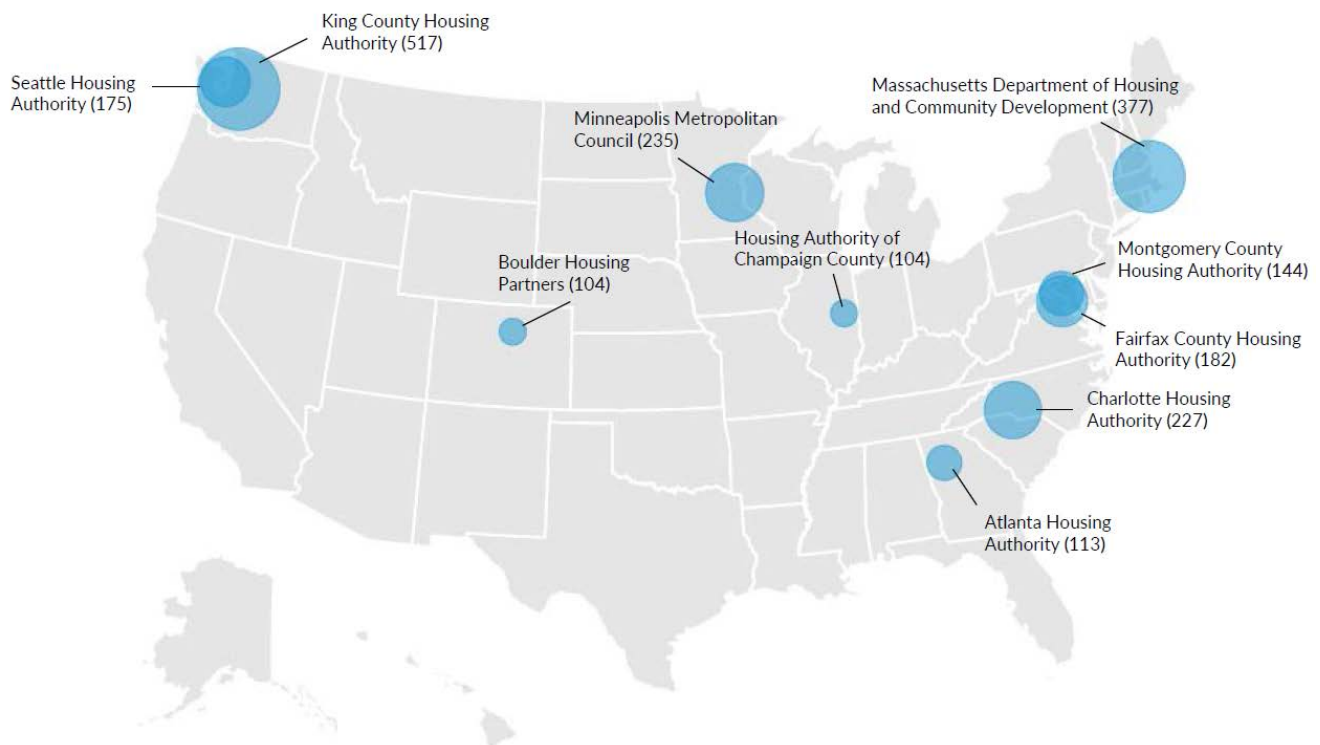 King County Housing
Authority (517)
Seattle Housing
Authority (175)
Massachusetts Department of Housing
and Community Development (377)
Minneapolis Metropolitan
Council (235)
Housing Authority of
Champaign County (104)
Montgomery County
Housing Authority (144)
Boulder Housing
Partners (104)
Fairfax County Housing
Authority (182)
Charlotte Housing
Authority (227)
Atlanta Housing
Authority (113)